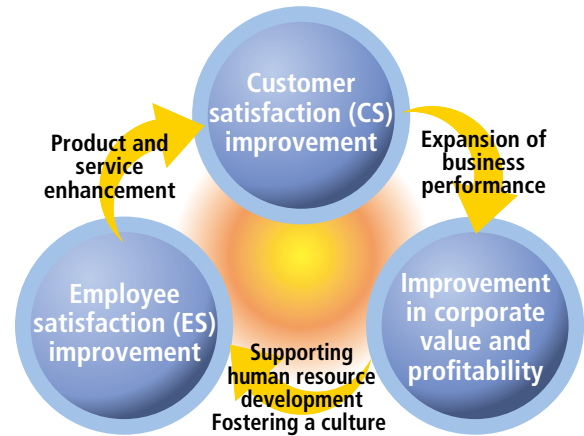 Customer
satisfaction (CS)
improvement
Product and
service
enhancement
Expansion of
business
performance
Employee
satisfaction (ES)
improvement
Improvement
in corporate
value and
profitability
Supporting
human resource
development
Fostering a culture